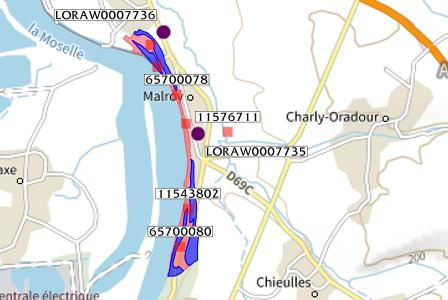 LORAW0007736
la Moselle
A
65700078
Malroy
11576711
Charly-Oradour
LORAW0007735
axe
D69C
11543802
65700080
200
Chieulles
entrale électrique